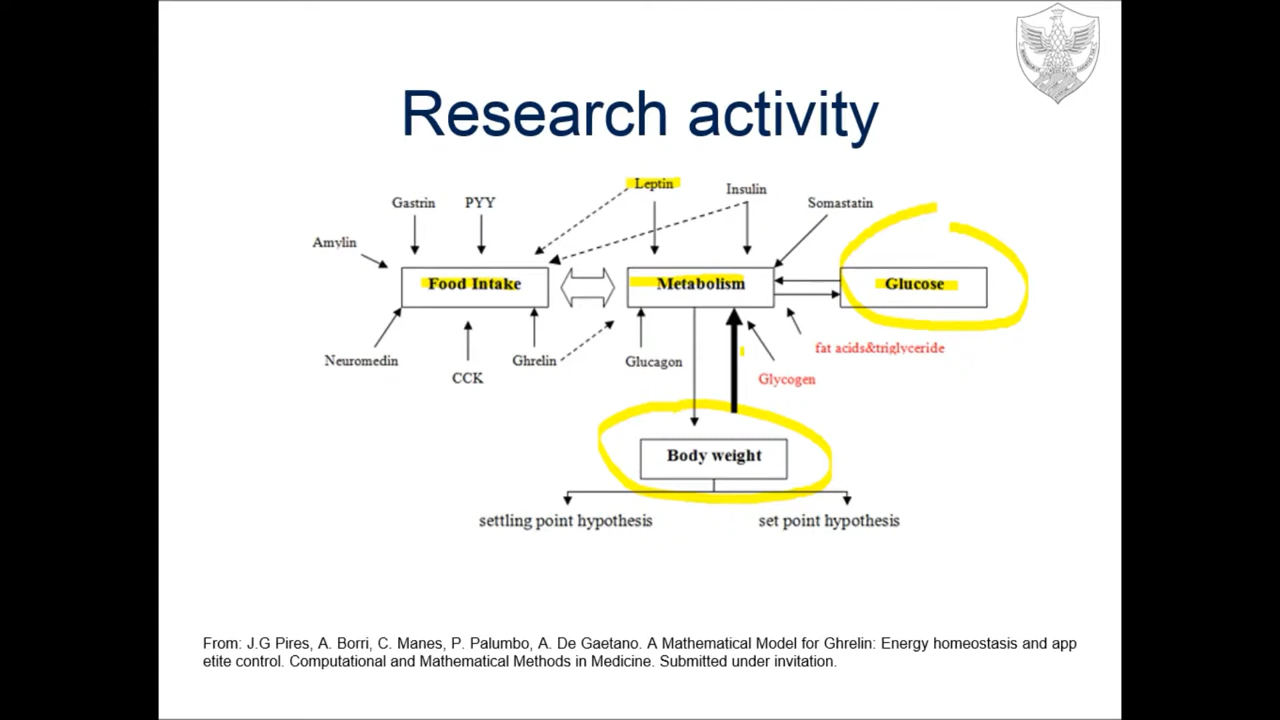 Research activity
Leptin
Insulin
Gastrin
PYY
Somastatin
Amylin
Food Intake
Metabolism
Glucose
Neuromedin
CCK
Ghrelin
Glucagon
fat acids&triglyceride
Glycogen
Body weight
settling point hypothesis
set point hypothesis
From: J.G Pires, A. Borri, C. Manes, P. Palumbo, A. De Gaetano. A Mathematical Model for Ghrelin: Energy homeostasis and app
etite control. Computational and Mathematical Methods in Medicine. Submitted under invitation.